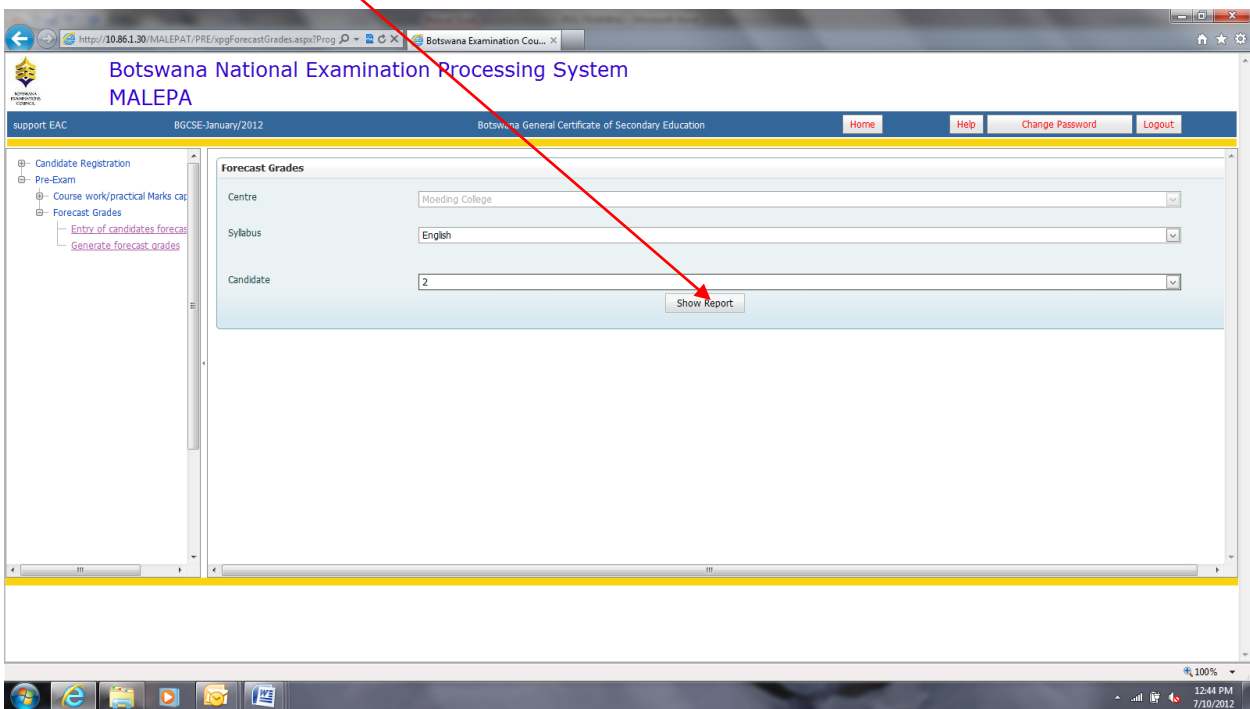 http://10.86.1.30/MALEPAT/PRE/xpgForecastGrades.aspx?Prog
Botswana Examination Cou...
Botswana National Examination Processing System
MALEPA
BOTSWANA
EXAMINATIONS
COUNCIL
support EAC BGCSE-January/2012 Botswana General Certificate of Secondary Education Home Help Change Password Logout
Candidate Registration
Pre-Exam
Course work/practical Marks cap
Forecast Grades
Entry of candidates forecas
Generate forecast grades
Forecast Grades
Centre Moeding College
Syllabus English
Candidate 2
Show Report
100%
12:44 PM
7/10/2012